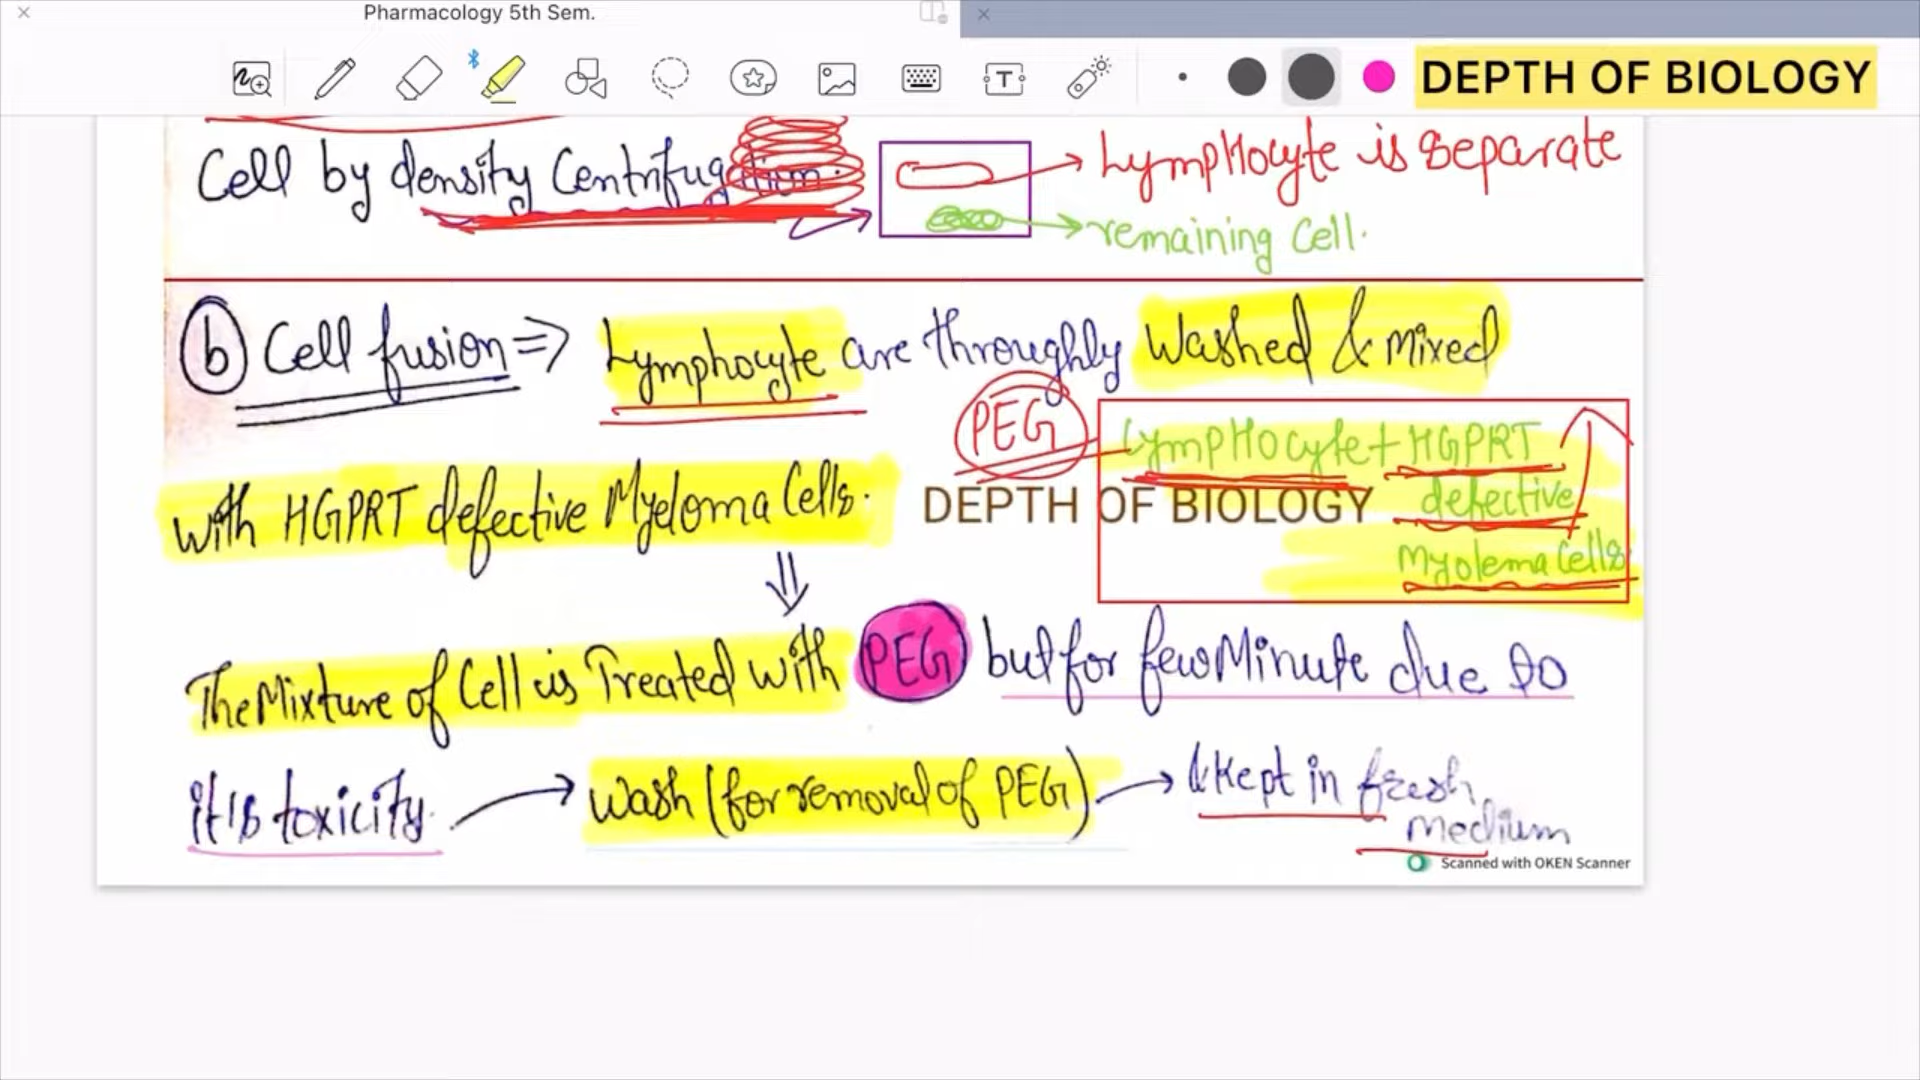 Pharmacology 5th Sem.
DEPTH OF BIOLOGY
Cell by density Centrifugation.
Lymphocyte is separate
remaining Cell.
b Cell fusion => Lymphocyte are throughly Washed & Mixed
PEG
Lymphocyte + HGPRT
with HGPRT defective Myeloma Cells.
DEPTH OF BIOLOGY
defective
Myolema Cells
The Mixture of Cell is Treated with PEG but for few Minute due to
it is toxicity. → Wash (for removal of PEG) → & Kept in fresh
Medium
Scanned with OKEN Scanner